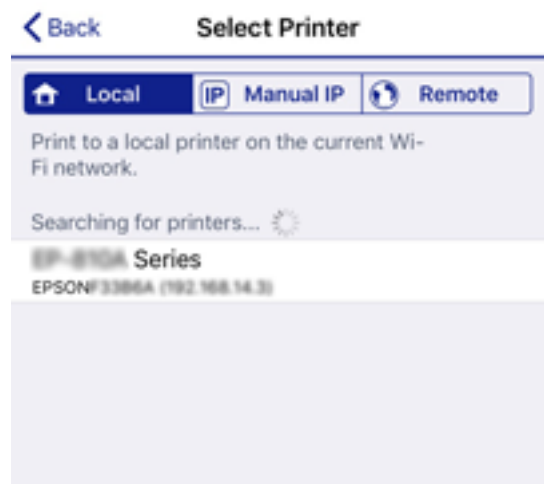 Back
Select Printer
Local
IP Manual IP
Remote
Print to a local printer on the current Wi-
Fi network.
Searching for printers...
Series
EPSON